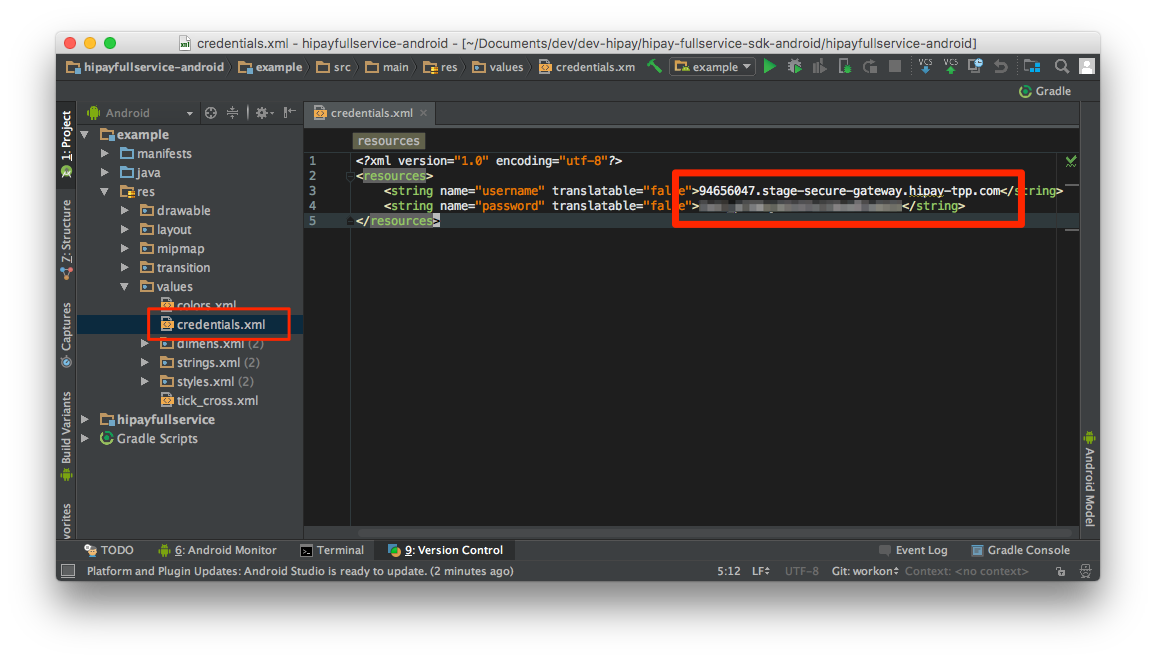 credentials.xml - hipayfullservice-android - [~/Documents/dev/dev-hipay/hipay-fullservice-sdk-android/hipayfullservice-android]
hipayfullservice-android example src main res values credentials.xm example VCS VCS
Gradle
1: Project
Z: Structure
Captures
Build Variants
vorites
Android
example
manifests
java
res
drawable
layout
mipmap
transition
values
colors.xml
credentials.xml
dimens.xml (2)
strings.xml (2)
styles.xml (2)
tick_cross.xml
hipayfullservice
Gradle Scripts
credentials.xml
resources
1 <?xml version="1.0" encoding="utf-8"?>
2 <resources>
3 <string name="username" translatable="false">94656047.stage-secure-gateway.hipay-tpp.com</string>
4 <string name="password" translatable="false"></string>
5 </resources>
Android Model
TODO 6: Android Monitor Terminal 9: Version Control Event Log Gradle Console
Platform and Plugin Updates: Android Studio is ready to update. (2 minutes ago) 5:12 LF UTF-8 Git: workon Context: <no context>